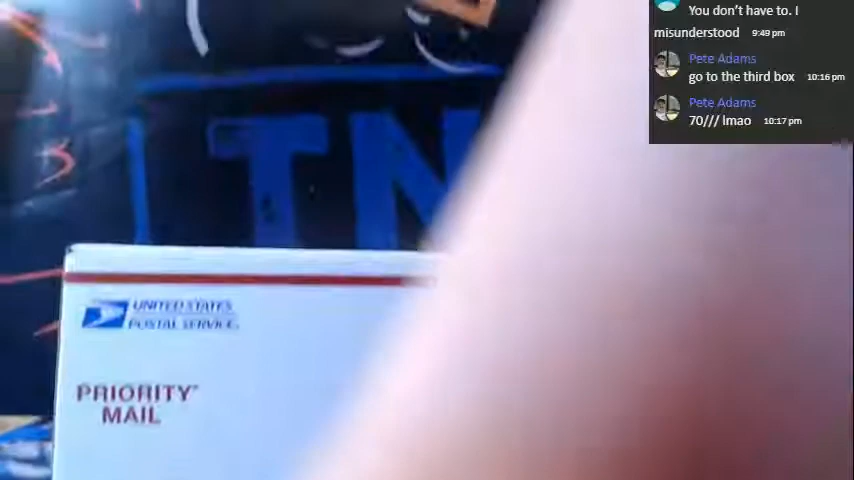 You don't have to. I
misunderstood 9:49 pm
Pete Adams
go to the third box 10:16 pm
Pete Adams
70/// lmao 10:17 pm
TN
UNITED STATES
POSTAL SERVICE.
PRIORITY
MAIL